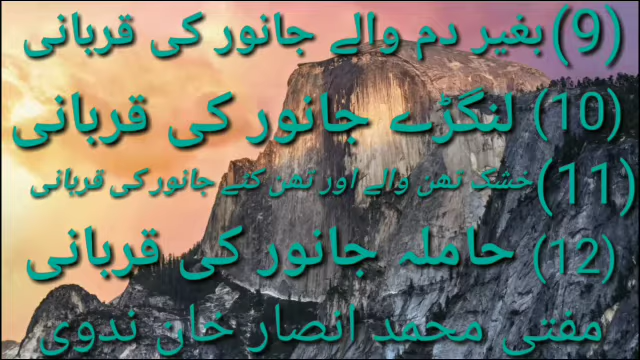 (9) بغیر دم والے جانور کی قربانی
(10) لنگڑے جانور کی قربانی
(11) خشک تھن والے اور تھن کٹے جانور کی قربانی
(12) حاملہ جانور کی قربانی
مفتی محمد انصار خان ندوی